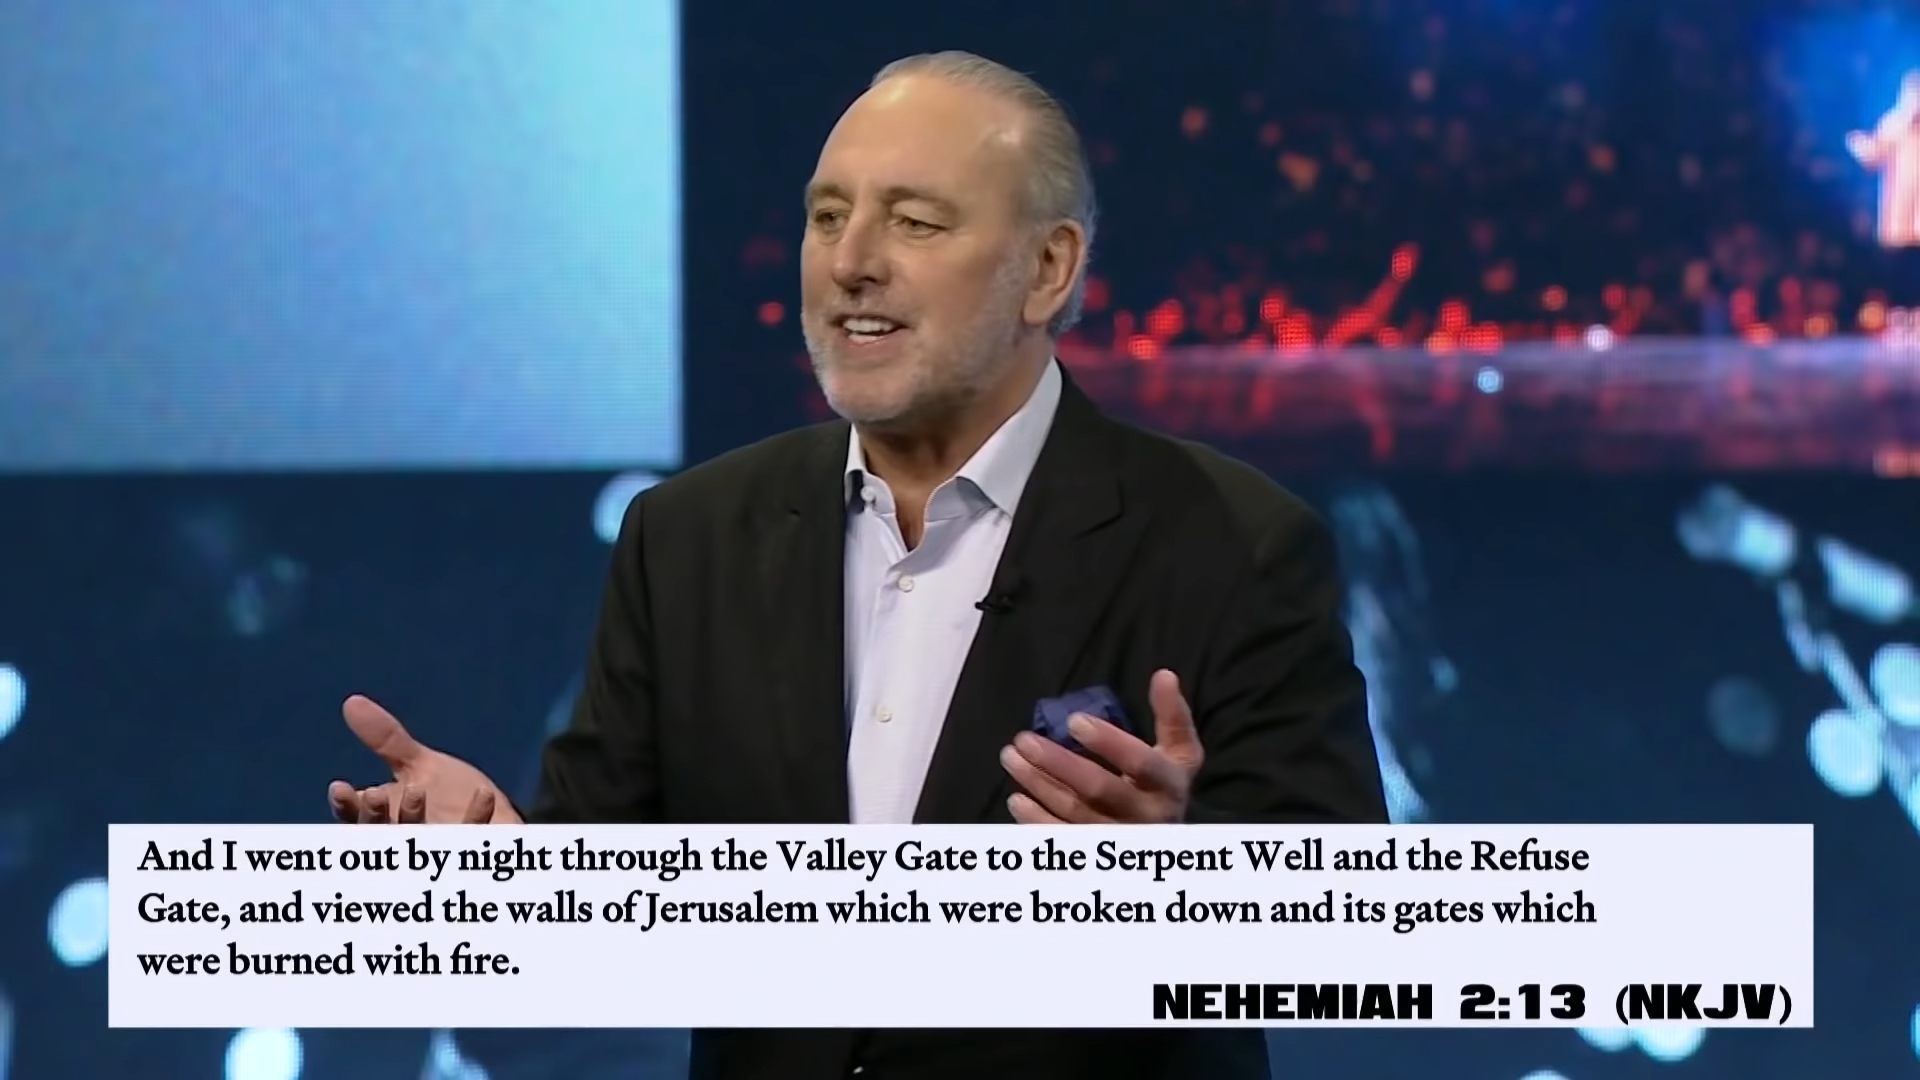 And I went out by night through the Valley Gate to the Serpent Well and the Refuse
Gate, and viewed the walls of Jerusalem which were broken down and its gates which
were burned with fire.
NEHEMIAH 2:13 (NKJV)